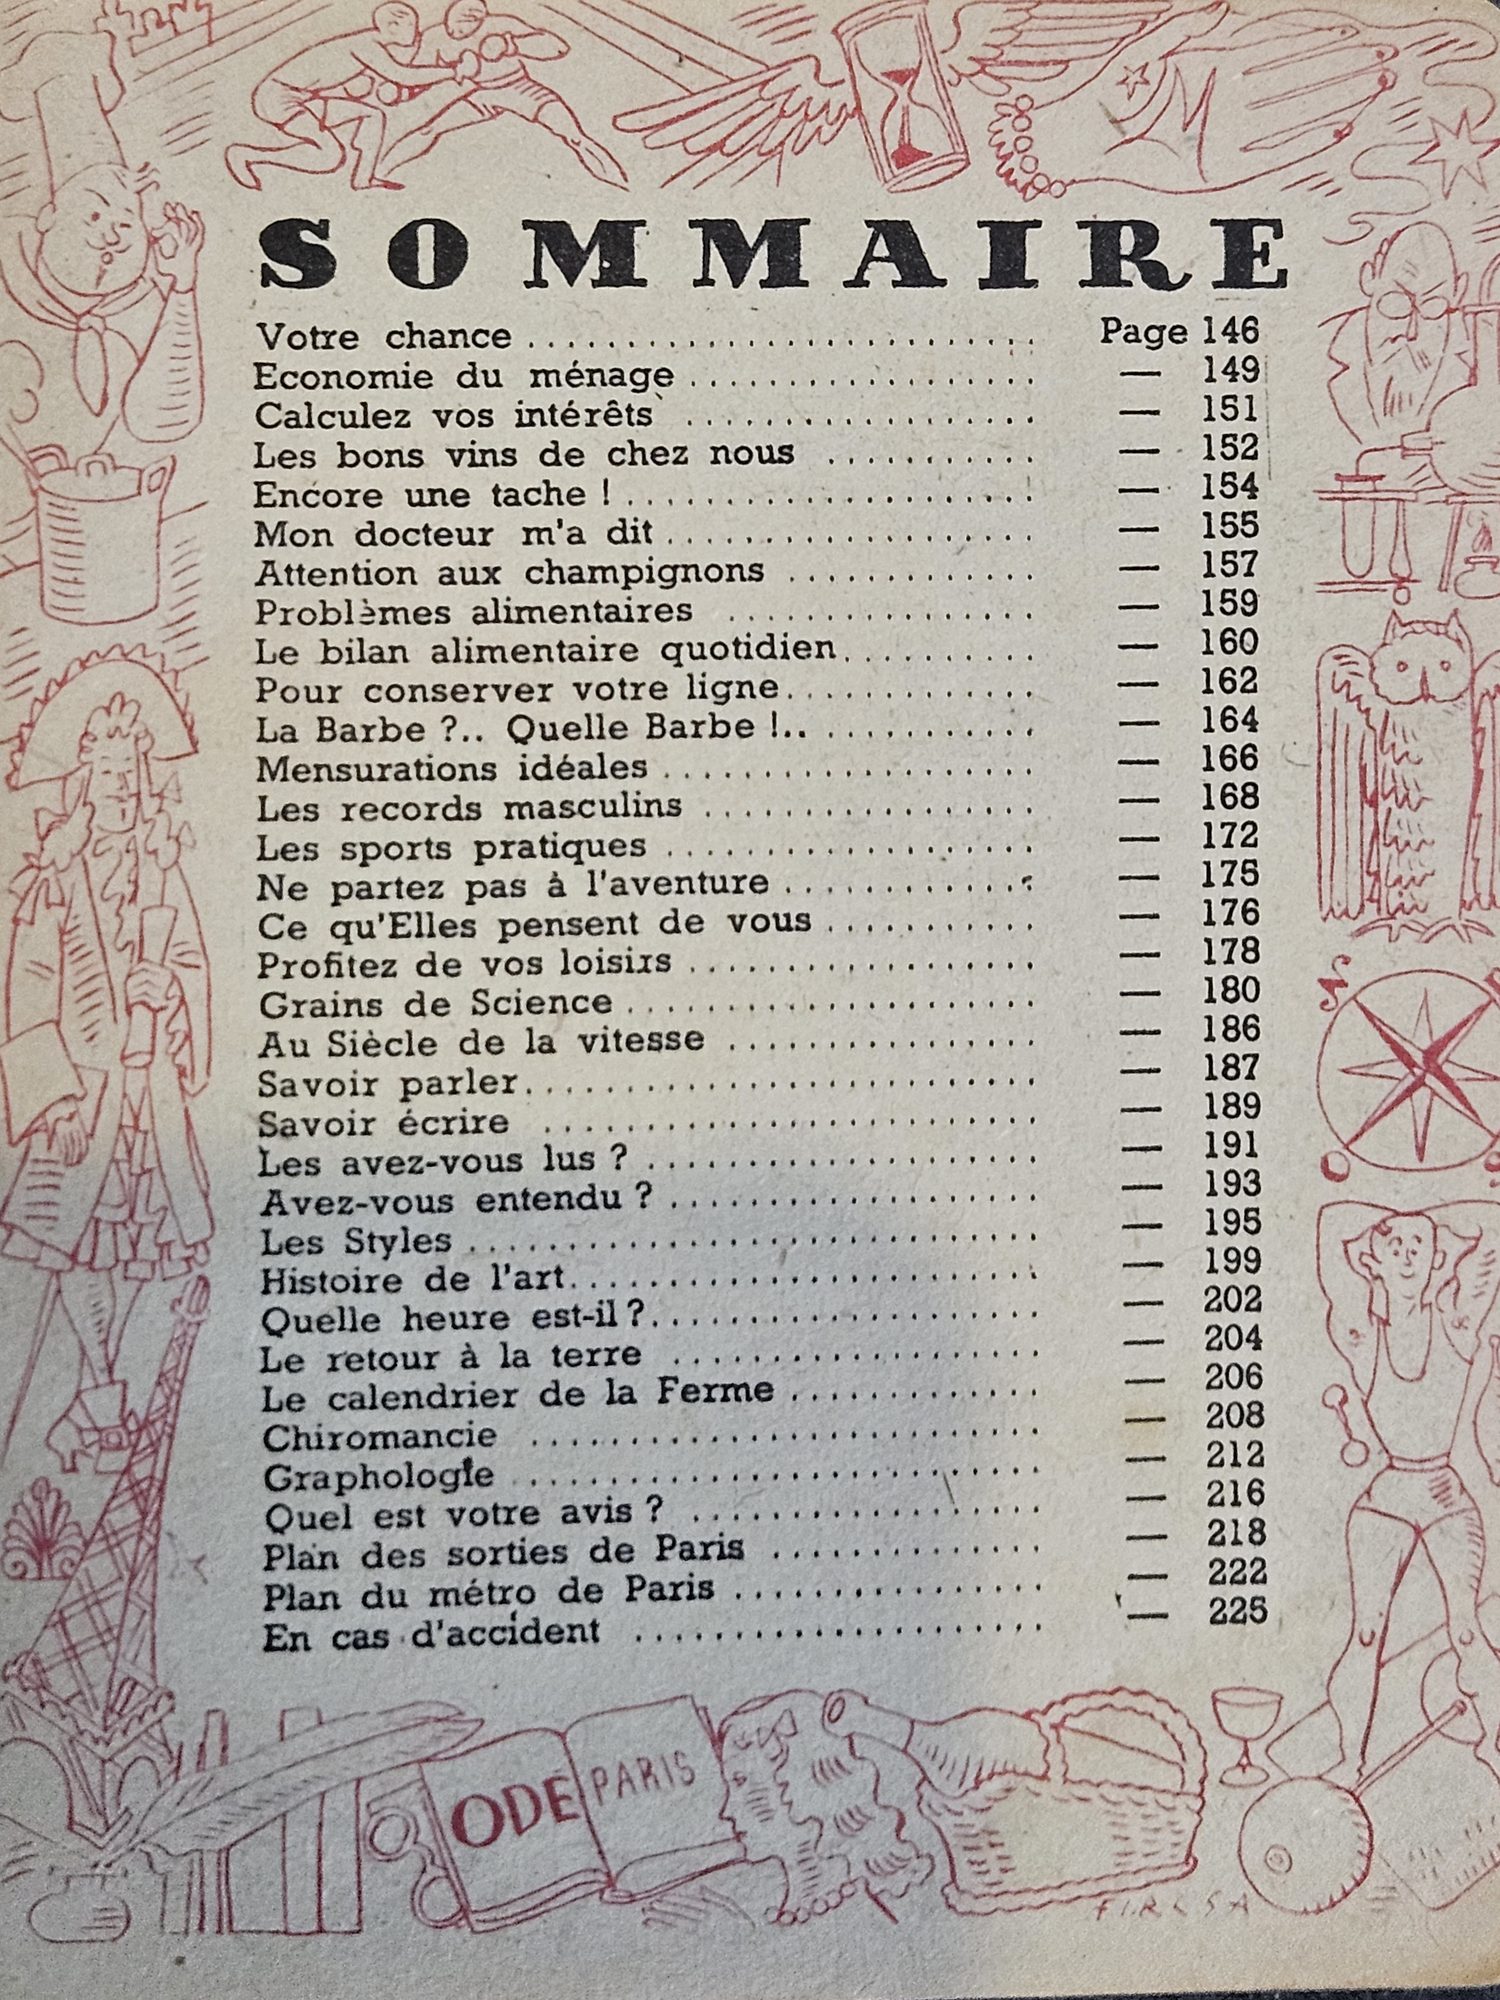 SOMMAIRE
Votre chance .......................... Page 146
Economie du ménage .................. — 149
Calculez vos intérêts .................. — 151
Les bons vins de chez nous ........... — 152
Encore une tache ! ..................... — 154
Mon docteur m'a dit ................... — 155
Attention aux champignons ............. — 157
Problèmes alimentaires ................ — 159
Le bilan alimentaire quotidien.......... — 160
Pour conserver votre ligne............. — 162
La Barbe ?.. Quelle Barbe !.. ........... — 164
Mensurations idéales ................... — 166
Les records masculins ................. — 168
Les sports pratiques ................... — 172
Ne partez pas à l'aventure ............. — 175
Ce qu'Elles pensent de vous ........... — 176
Profitez de vos loisirs .................. — 178
Grains de Science ..................... — 180
Au Siècle de la vitesse ................ — 186
Savoir parler.......................... — 187
Savoir écrire ......................... — 189
Les avez-vous lus ? .................... — 191
Avez-vous entendu ? ................... — 193
Les Styles ............................. — 195
Histoire de l'art........................ — 199
Quelle heure est-il ?.................... — 202
Le retour à la terre ................... — 204
Le calendrier de la Ferme ............. — 206
Chiromancie .......................... — 208
Graphologie .......................... — 212
Quel est votre avis ? .................. — 216
Plan des sorties de Paris .............. — 218
Plan du métro de Paris ................ — 222
En cas d'accident ..................... — 225
ODE PARIS